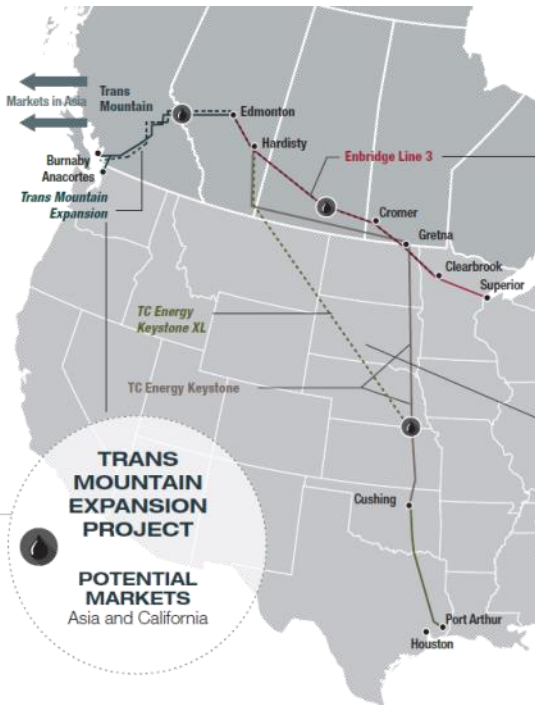 Markets in Asia
Trans
Mountain
Edmonton
Hardisty
Enbridge Line 3
Burnaby
Anacortes
Trans Mountain
Expansion
Cromer
Gretna
Clearbrook
Superior
TC Energy
Keystone XL
TC Energy Keystone
TRANS
MOUNTAIN
EXPANSION
PROJECT
POTENTIAL
MARKETS
Asia and California
Cushing
Port Arthur
Houston